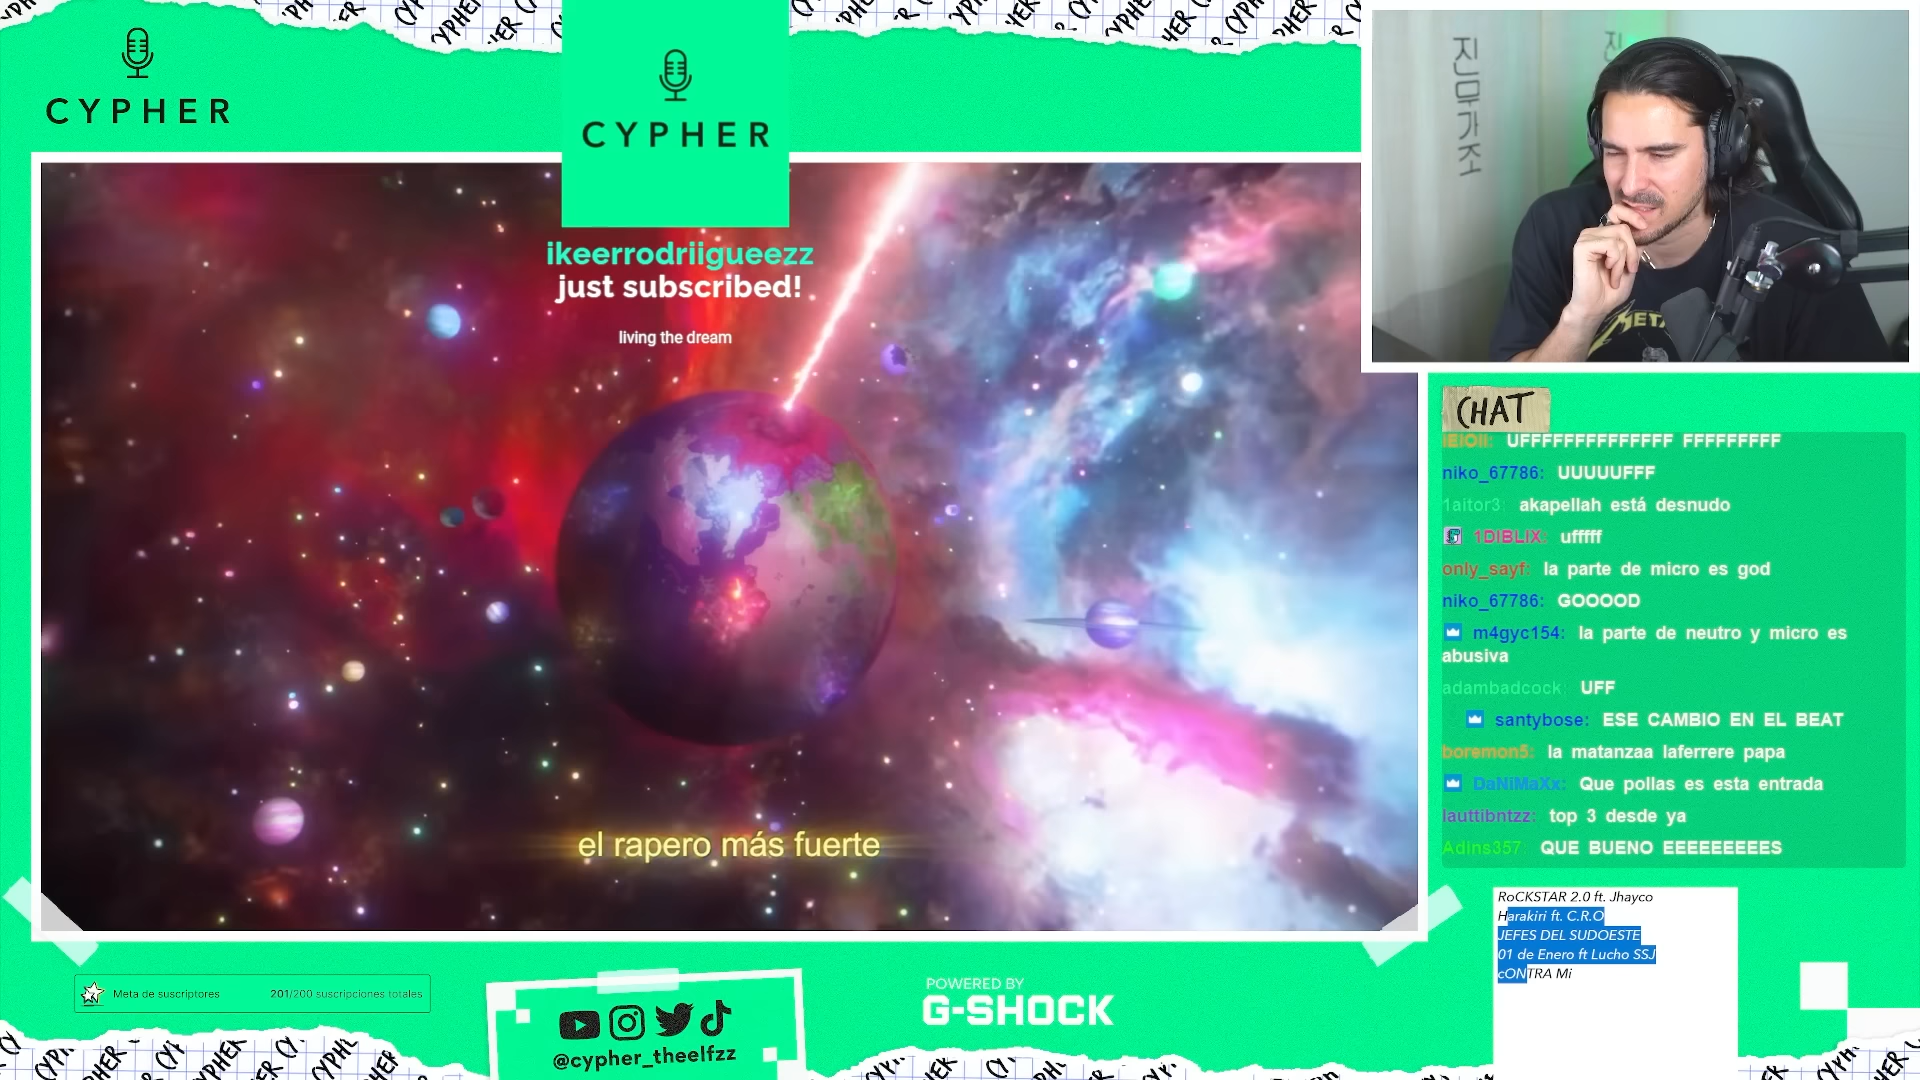 CYPHER
CYPHER
ikeerrodriigueezz
just subscribed!
living the dream
el rapero más fuerte
META
CHAT
UFFFFFFFFFFFFFF FFFFFFFFF
niko_67786: UUUUUFFF
1aitor3: akapellah está desnudo
1DIBLIX: ufffff
only_sayf: la parte de micro es god
niko_67786: GOOOOD
m4gyc154: la parte de neutro y micro es
abusiva
adambadcock: UFF
santybose: ESE CAMBIO EN EL BEAT
boremon5: la matanzaa laferrere papa
DaNiMaXx: Que pollas es esta entrada
lauttibntzz: top 3 desde ya
Adins357: QUE BUENO EEEEEEEEES
RoCKSTAR 2.0 ft. Jhayco
Harakiri ft. C.R.O
JEFES DEL SUDOESTE
01 de Enero ft Lucho SSJ
cONTRA Mi
Meta de suscriptores 201/200 suscripciones totales
@cypher_theelfzz
POWERED BY
G-SHOCK